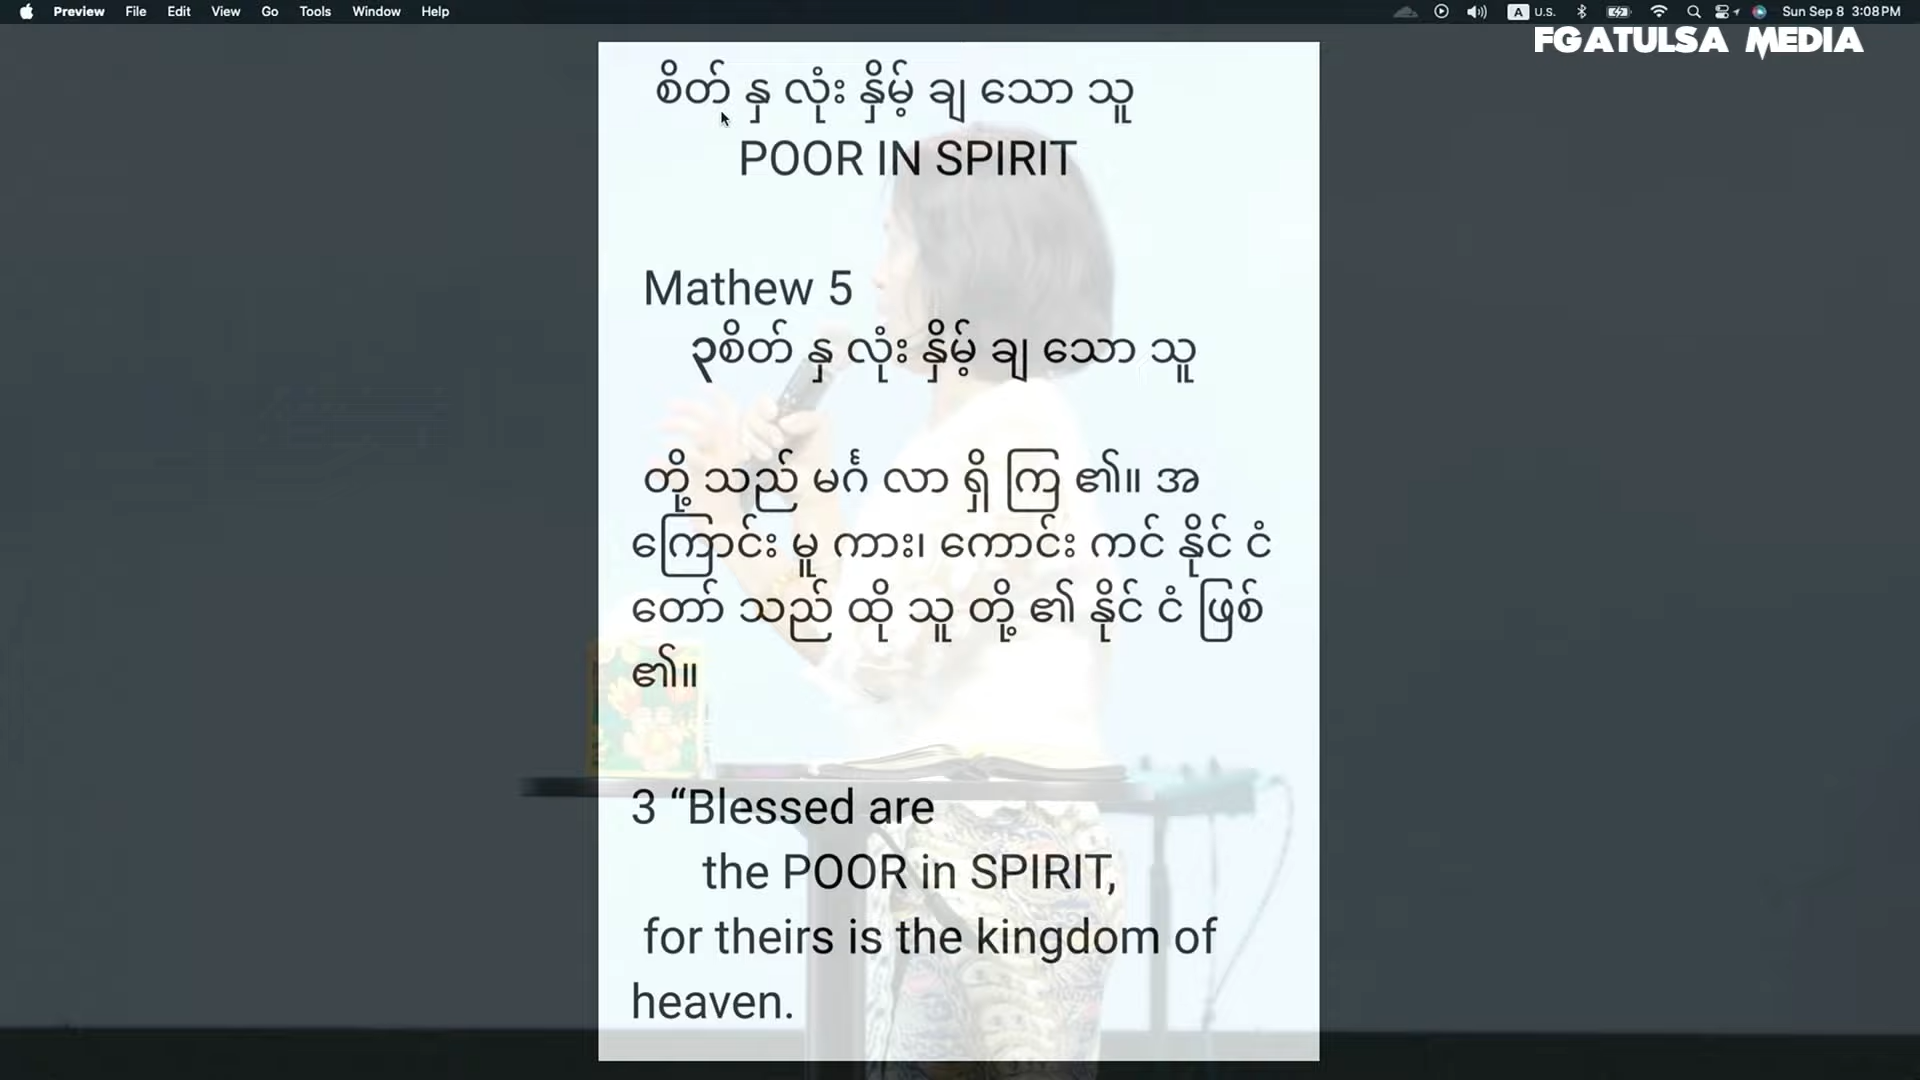 Preview File Edit View Go Tools Window Help A U.S. Sun Sep 8 3:08 PM
FGATULSA MEDIA
စိတ် နှ လုံး နှိမ့် ချ သော သူ
POOR IN SPIRIT
Mathew 5
၃စိတ် နှ လုံး နှိမ့် ချ သော သူ
တို့ သည် မင်္ဂ လာ ရှိ ကြ ၏။ အ
ကြောင်း မူ ကား၊ ကောင်း ကင် နိုင် ငံ
တော် သည် ထို သူ တို့ ၏ နိုင် ငံ ဖြစ်
၏။
3 “Blessed are
the POOR in SPIRIT,
for theirs is the kingdom of
heaven.